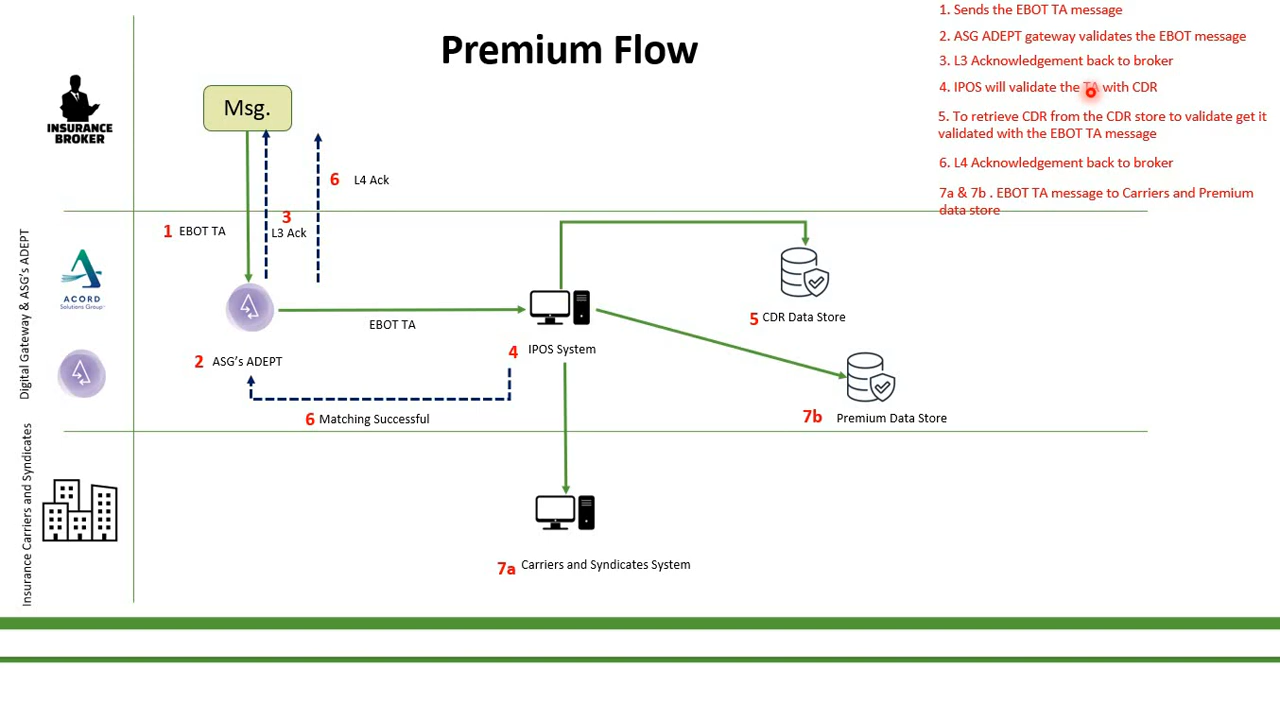 Premium Flow
1. Sends the EBOT TA message
2. ASG ADEPT gateway validates the EBOT message
3. L3 Acknowledgement back to broker
4. IPOS will validate the TA with CDR
5. To retrieve CDR from the CDR store to validate get it
validated with the EBOT TA message
6. L4 Acknowledgement back to broker
7a & 7b . EBOT TA message to Carriers and Premium
data store
INSURANCE
BROKER
Msg.
6 L4 Ack
3
L3 Ack
1 EBOT TA
Digital Gateway & ASG's ADEPT
ACORD
Solutions Group
EBOT TA
2 ASG's ADEPT
4 IPOS System
5 CDR Data Store
6 Matching Successful
7b Premium Data Store
Insurance Carriers and Syndicates
7a Carriers and Syndicates System